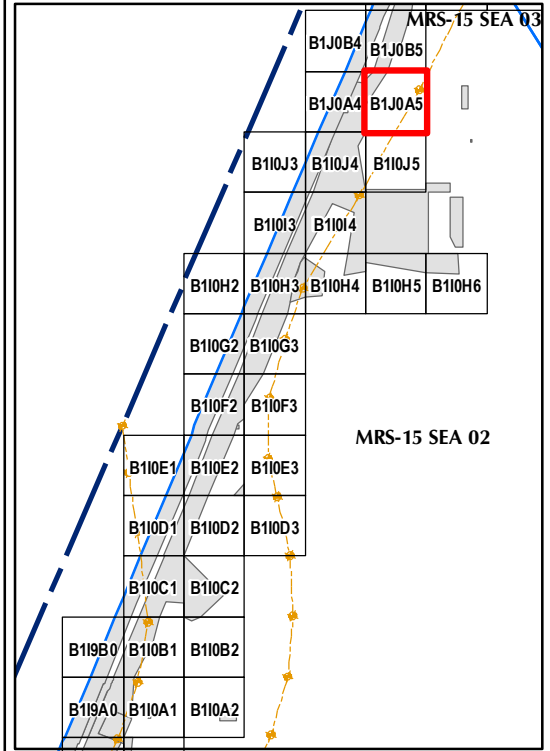 MRS-15 SEA 03
B1J0B4 B1J0B5
B1J0A4 B1J0A5
B1I0J3 B1I0J4 B1I0J5
B1I0I3 B1I0I4
B1I0H2 B1I0H3 B1I0H4 B1I0H5 B1I0H6
B1I0G2 B1I0G3
B1I0F2 B1I0F3
MRS-15 SEA 02
B1I0E1 B1I0E2 B1I0E3
B1I0D1 B1I0D2 B1I0D3
B1I0C1 B1I0C2
B1I9B0 B1I0B1 B1I0B2
B1I9A0 B1I0A1 B1I0A2